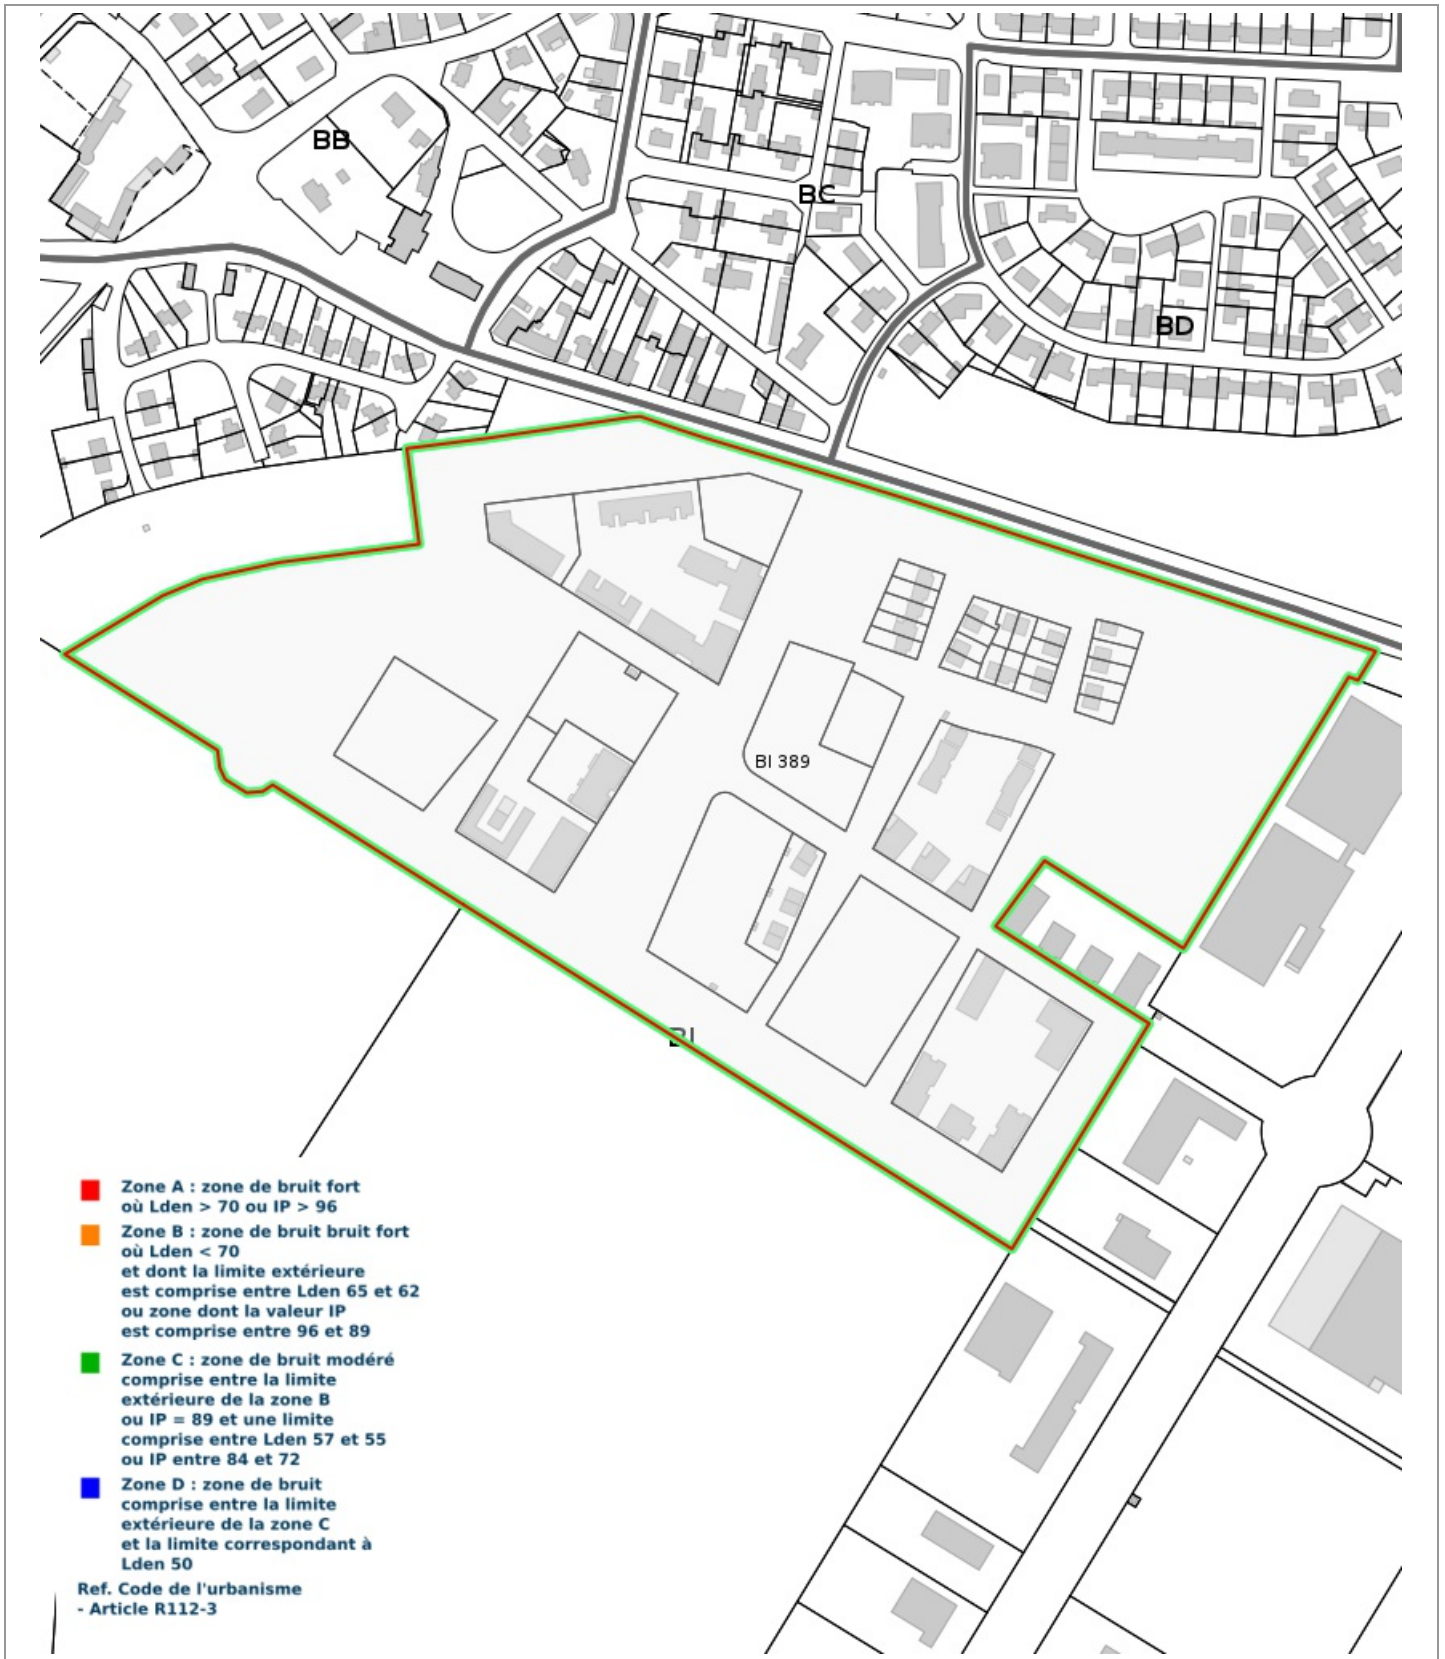 BB
BC
BD
BI 389
BI
Zone A : zone de bruit fort
où Lden > 70 ou IP > 96
Zone B : zone de bruit bruit fort
où Lden < 70
et dont la limite extérieure
est comprise entre Lden 65 et 62
ou zone dont la valeur IP
est comprise entre 96 et 89
Zone C : zone de bruit modéré
comprise entre la limite
extérieure de la zone B
ou IP = 89 et une limite
comprise entre Lden 57 et 55
ou IP entre 84 et 72
Zone D : zone de bruit
comprise entre la limite
extérieure de la zone C
et la limite correspondant à
Lden 50
Ref. Code de l'urbanisme
- Article R112-3